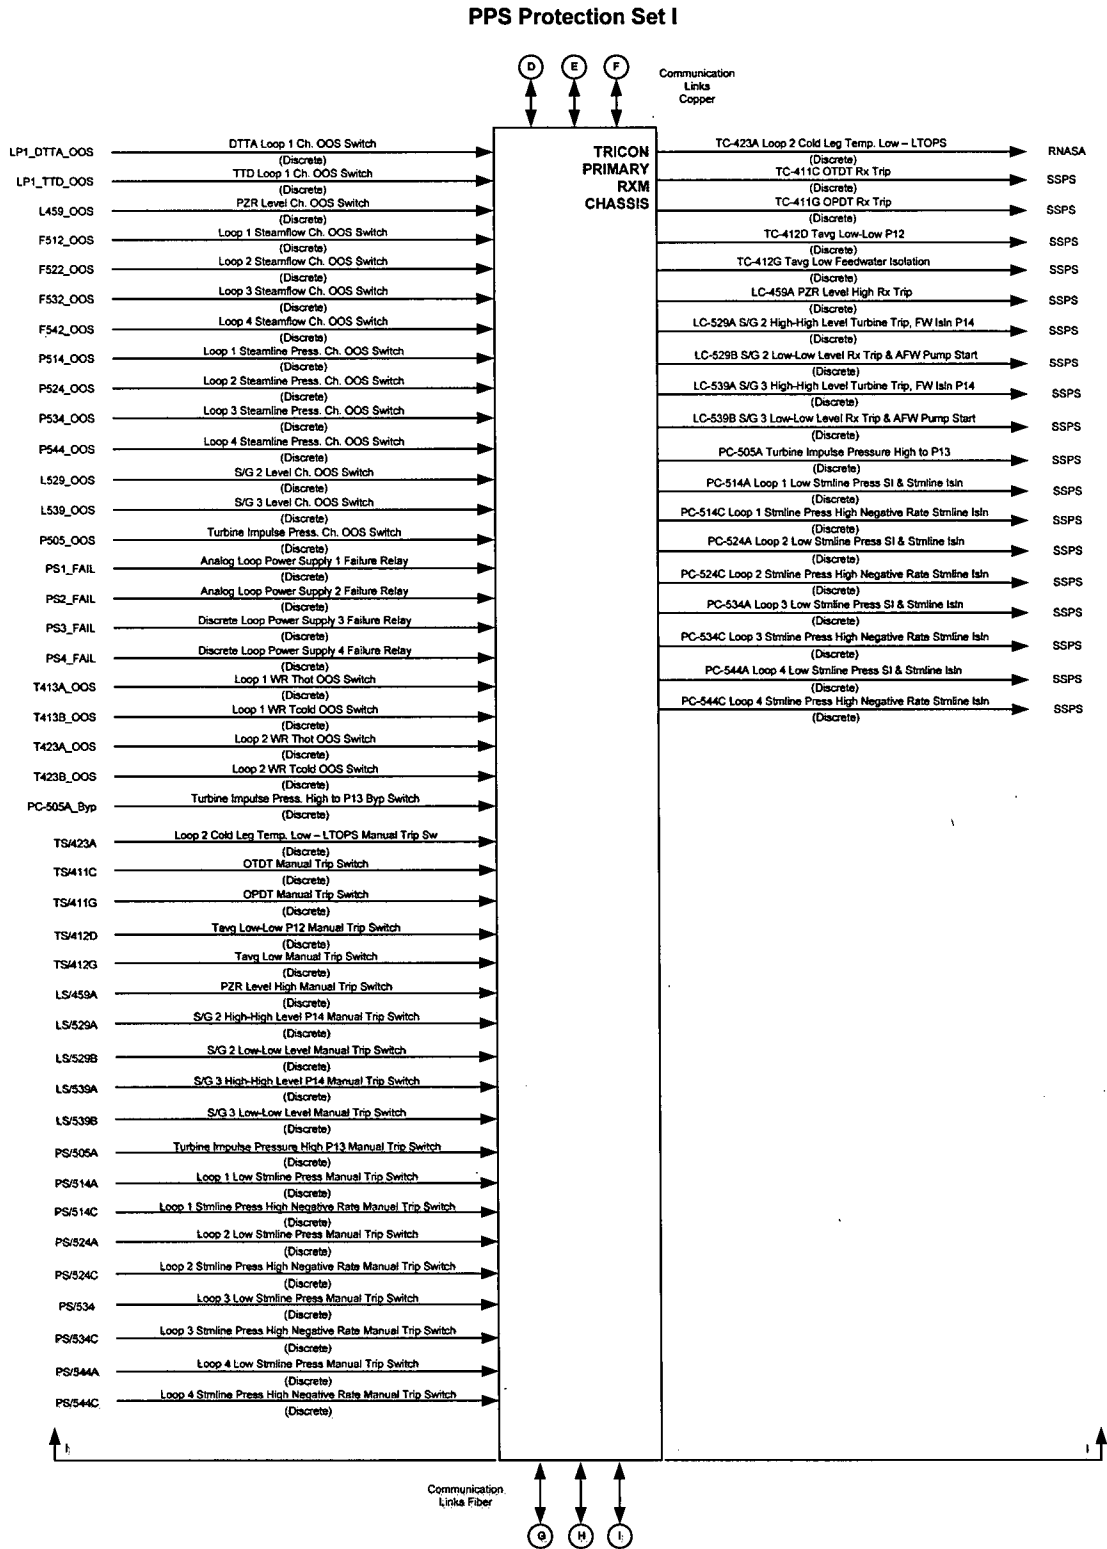 PPS Protection Set I
D E F
Communication
Links
Copper
TRICON
PRIMARY
RXM
CHASSIS
LP1_DTTA_OOS DTTA Loop 1 Ch. OOS Switch
(Discrete)
LP1_TTD_OOS TTD Loop 1 Ch. OOS Switch
(Discrete)
L459_OOS PZR Level Ch. OOS Switch
(Discrete)
F512_OOS Loop 1 Steamflow Ch. OOS Switch
(Discrete)
F522_OOS Loop 2 Steamflow Ch. OOS Switch
(Discrete)
F532_OOS Loop 3 Steamflow Ch. OOS Switch
(Discrete)
F542_OOS Loop 4 Steamflow Ch. OOS Switch
(Discrete)
P514_OOS Loop 1 Steamline Press. Ch. OOS Switch
(Discrete)
P524_OOS Loop 2 Steamline Press. Ch. OOS Switch
(Discrete)
P534_OOS Loop 3 Steamline Press. Ch. OOS Switch
(Discrete)
P544_OOS Loop 4 Steamline Press. Ch. OOS Switch
(Discrete)
L529_OOS S/G 2 Level Ch. OOS Switch
(Discrete)
L539_OOS S/G 3 Level Ch. OOS Switch
(Discrete)
P505_OOS Turbine Impulse Press. Ch. OOS Switch
(Discrete)
PS1_FAIL Analog Loop Power Supply 1 Failure Relay
(Discrete)
PS2_FAIL Analog Loop Power Supply 2 Failure Relay
(Discrete)
PS3_FAIL Discrete Loop Power Supply 3 Failure Relay
(Discrete)
PS4_FAIL Discrete Loop Power Supply 4 Failure Relay
(Discrete)
T413A_OOS Loop 1 WR Thot OOS Switch
(Discrete)
T413B_OOS Loop 1 WR Tcold OOS Switch
(Discrete)
T423A_OOS Loop 2 WR Thot OOS Switch
(Discrete)
T423B_OOS Loop 2 WR Tcold OOS Switch
(Discrete)
PC-505A_Byp Turbine Impulse Press. High to P13 Byp Switch
(Discrete)
TS/423A Loop 2 Cold Leg Temp. Low – LTOPS Manual Trip Sw
(Discrete)
TS/411C OTDT Manual Trip Switch
(Discrete)
TS/411G OPDT Manual Trip Switch
(Discrete)
TS/412D Tavg Low-Low P12 Manual Trip Switch
(Discrete)
TS/412G Tavg Low Manual Trip Switch
(Discrete)
LS/459A PZR Level High Manual Trip Switch
(Discrete)
LS/529A S/G 2 High-High Level P14 Manual Trip Switch
(Discrete)
LS/529B S/G 2 Low-Low Level Manual Trip Switch
(Discrete)
LS/539A S/G 3 High-High Level P14 Manual Trip Switch
(Discrete)
LS/539B S/G 3 Low-Low Level Manual Trip Switch
(Discrete)
PS/505A Turbine Impulse Pressure High P13 Manual Trip Switch
(Discrete)
PS/514A Loop 1 Low Stmline Press Manual Trip Switch
(Discrete)
PS/514C Loop 1 Stmline Press High Negative Rate Manual Trip Switch
(Discrete)
PS/524A Loop 2 Low Stmline Press Manual Trip Switch
(Discrete)
PS/524C Loop 2 Stmline Press High Negative Rate Manual Trip Switch
(Discrete)
PS/534 Loop 3 Low Stmline Press Manual Trip Switch
(Discrete)
PS/534C Loop 3 Stmline Press High Negative Rate Manual Trip Switch
(Discrete)
PS/544A Loop 4 Low Stmline Press Manual Trip Switch
(Discrete)
PS/544C Loop 4 Stmline Press High Negative Rate Manual Trip Switch
(Discrete)
TC-423A Loop 2 Cold Leg Temp. Low – LTOPS RNASA
(Discrete)
TC-411C OTDT Rx Trip SSPS
(Discrete)
TC-411G OPDT Rx Trip SSPS
(Discrete)
TC-412D Tavg Low-Low P12 SSPS
(Discrete)
TC-412G Tavg Low Feedwater Isolation SSPS
(Discrete)
LC-459A PZR Level High Rx Trip SSPS
(Discrete)
LC-529A S/G 2 High-High Level Turbine Trip, FW Isln P14 SSPS
(Discrete)
LC-529B S/G 2 Low-Low Level Rx Trip & AFW Pump Start SSPS
(Discrete)
LC-539A S/G 3 High-High Level Turbine Trip, FW Isln P14 SSPS
(Discrete)
LC-539B S/G 3 Low-Low Level Rx Trip & AFW Pump Start SSPS
(Discrete)
PC-505A Turbine Impulse Pressure High to P13 SSPS
(Discrete)
PC-514A Loop 1 Low Stmline Press SI & Stmline Isln SSPS
(Discrete)
PC-514C Loop 1 Stmline Press High Negative Rate Stmline Isln SSPS
(Discrete)
PC-524A Loop 2 Low Stmline Press SI & Stmline Isln SSPS
(Discrete)
PC-524C Loop 2 Stmline Press High Negative Rate Stmline Isln SSPS
(Discrete)
PC-534A Loop 3 Low Stmline Press SI & Stmline Isln SSPS
(Discrete)
PC-534C Loop 3 Stmline Press High Negative Rate Stmline Isln SSPS
(Discrete)
PC-544A Loop 4 Low Stmline Press SI & Stmline Isln SSPS
(Discrete)
PC-544C Loop 4 Stmline Press High Negative Rate Stmline Isln SSPS
(Discrete)
I I
Communication
Links Fiber
G H I